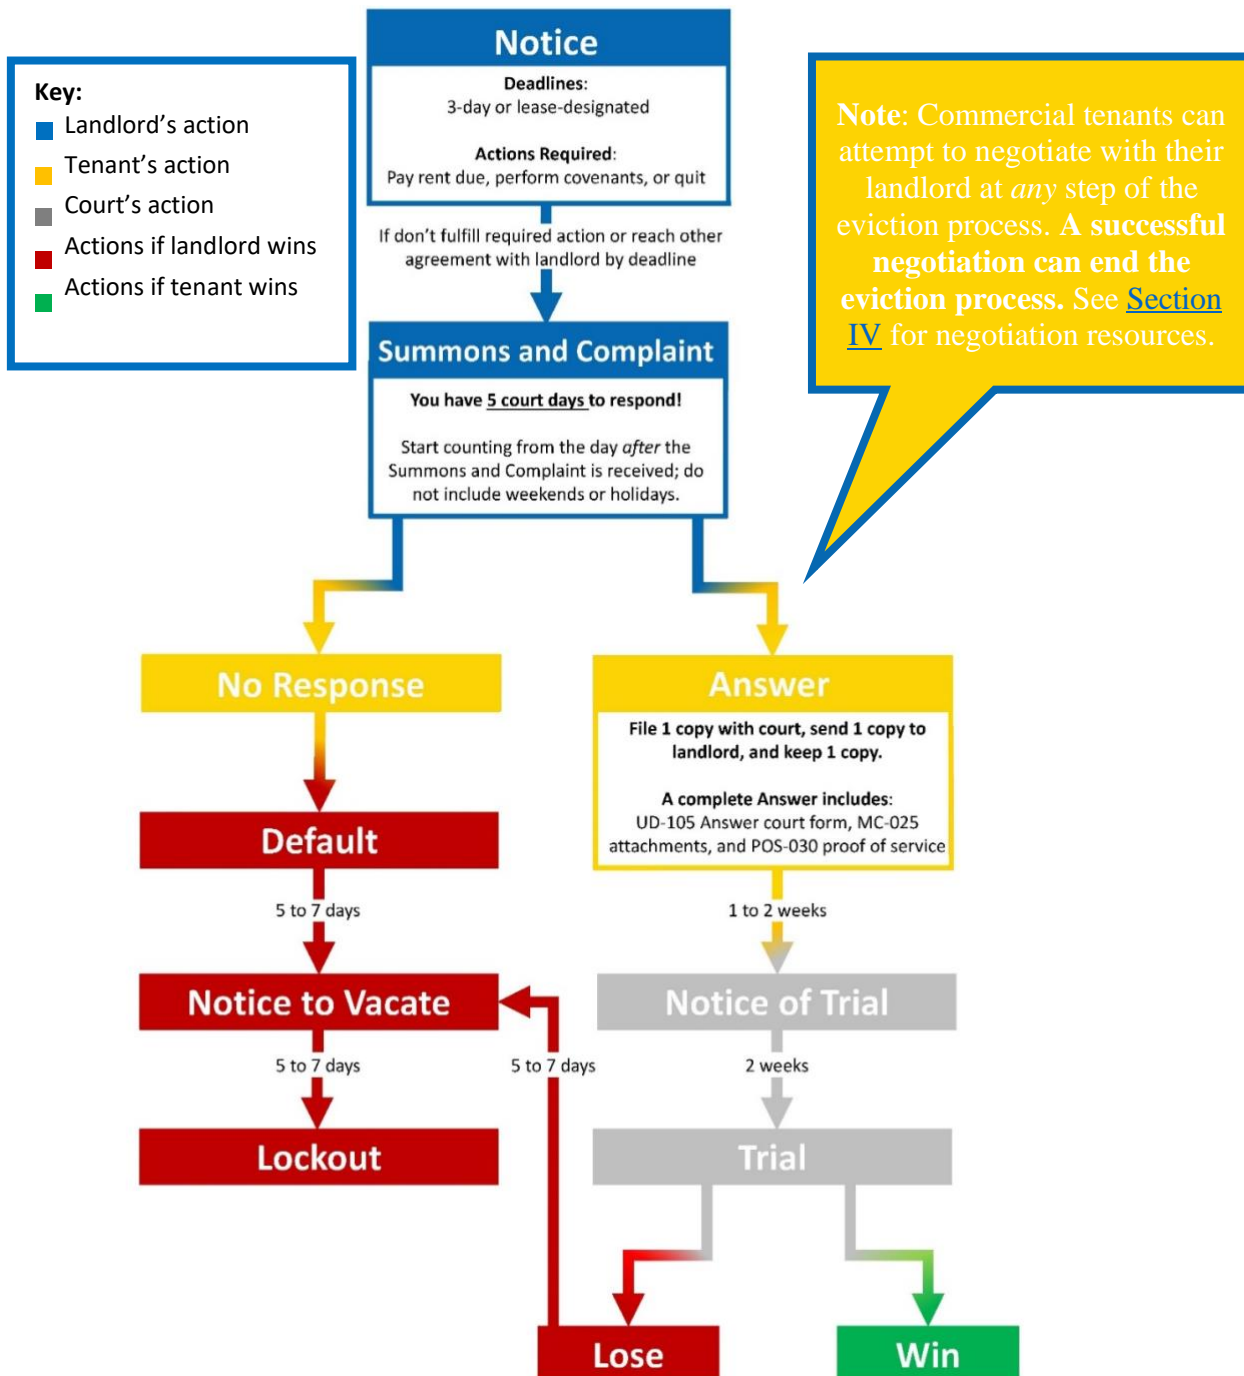 Notice
Deadlines:
3-day or lease-designated
Actions Required:
Pay rent due, perform covenants, or quit
Key:
Landlord's action
Tenant's action
Court's action
Actions if landlord wins
Actions if tenant wins
Note: Commercial tenants can
attempt to negotiate with their
landlord at any step of the
eviction process. A successful
negotiation can end the
eviction process. See Section
IV for negotiation resources.
If don't fulfill required action or reach other
agreement with landlord by deadline
Summons and Complaint
You have 5 court days to respond!
Start counting from the day after the
Summons and Complaint is received; do
not include weekends or holidays.
No Response
Answer
File 1 copy with court, send 1 copy to
landlord, and keep 1 copy.
A complete Answer includes:
UD-105 Answer court form, MC-025
attachments, and POS-030 proof of service
Default
5 to 7 days
1 to 2 weeks
Notice to Vacate
Notice of Trial
5 to 7 days
5 to 7 days
2 weeks
Lockout
Trial
Lose
Win